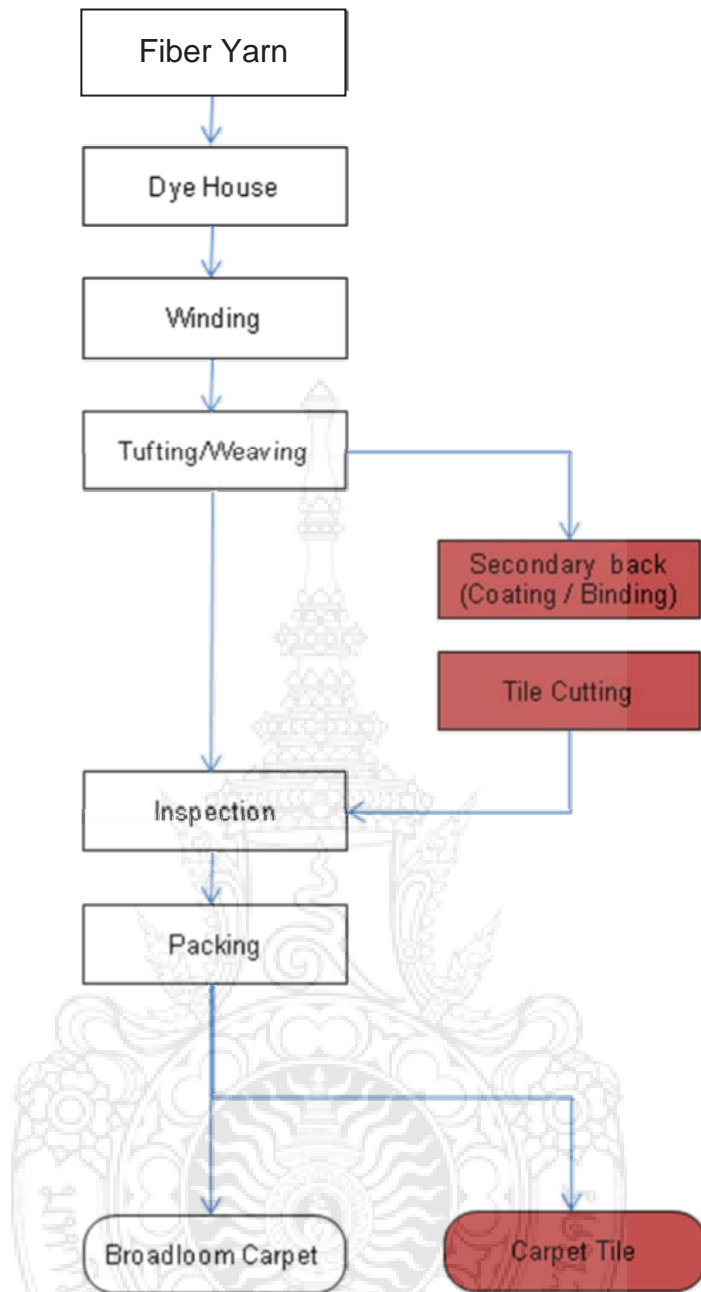 Fiber Yarn
Dye House
Winding
Tufting/Weaving
Secondary back
(Coating / Binding)
Tile Cutting
Inspection
Packing
Broadloom Carpet
Carpet Tile